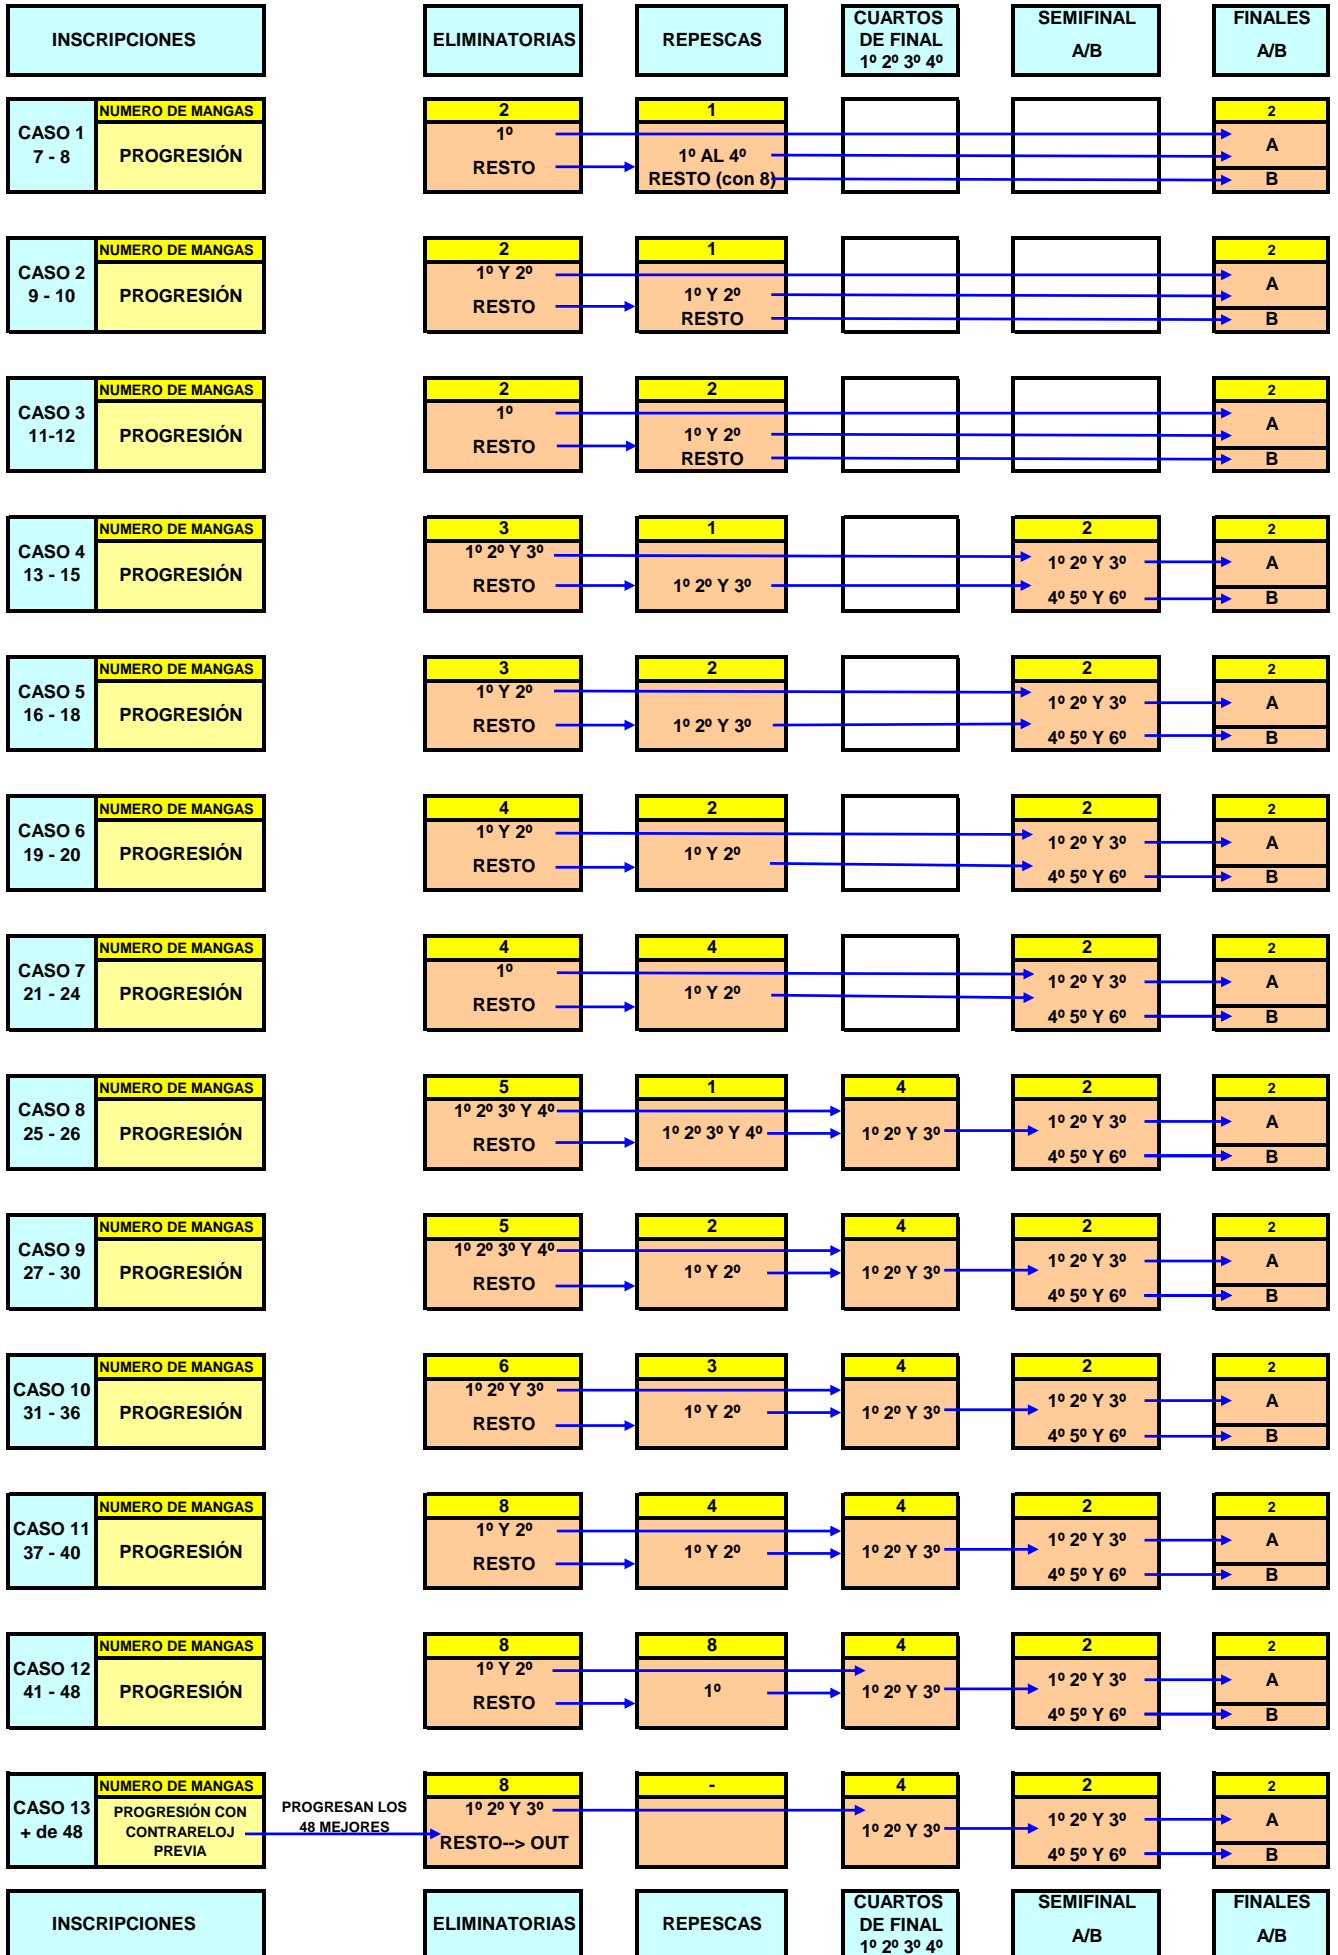 INSCRIPCIONES
ELIMINATORIAS
REPESCAS
CUARTOS
DE FINAL
1º 2º 3º 4º
SEMIFINAL
A/B
FINALES
A/B
CASO 1
7 - 8
NUMERO DE MANGAS
PROGRESIÓN
2
1º
RESTO
1
1º AL 4º
RESTO (con 8)
2
A
B
CASO 2
9 - 10
NUMERO DE MANGAS
PROGRESIÓN
2
1º Y 2º
RESTO
1
1º Y 2º
RESTO
2
A
B
CASO 3
11-12
NUMERO DE MANGAS
PROGRESIÓN
2
1º
RESTO
2
1º Y 2º
RESTO
2
A
B
CASO 4
13 - 15
NUMERO DE MANGAS
PROGRESIÓN
3
1º 2º Y 3º
RESTO
1
1º 2º Y 3º
2
1º 2º Y 3º
4º 5º Y 6º
2
A
B
CASO 5
16 - 18
NUMERO DE MANGAS
PROGRESIÓN
3
1º Y 2º
RESTO
2
1º 2º Y 3º
2
1º 2º Y 3º
4º 5º Y 6º
2
A
B
CASO 6
19 - 20
NUMERO DE MANGAS
PROGRESIÓN
4
1º Y 2º
RESTO
2
1º Y 2º
2
1º 2º Y 3º
4º 5º Y 6º
2
A
B
CASO 7
21 - 24
NUMERO DE MANGAS
PROGRESIÓN
4
1º
RESTO
4
1º Y 2º
2
1º 2º Y 3º
4º 5º Y 6º
2
A
B
CASO 8
25 - 26
NUMERO DE MANGAS
PROGRESIÓN
5
1º 2º 3º Y 4º
RESTO
1
1º 2º 3º Y 4º
4
1º 2º Y 3º
2
1º 2º Y 3º
4º 5º Y 6º
2
A
B
CASO 9
27 - 30
NUMERO DE MANGAS
PROGRESIÓN
5
1º 2º 3º Y 4º
RESTO
2
1º Y 2º
4
1º 2º Y 3º
2
1º 2º Y 3º
4º 5º Y 6º
2
A
B
CASO 10
31 - 36
NUMERO DE MANGAS
PROGRESIÓN
6
1º 2º Y 3º
RESTO
3
1º Y 2º
4
1º 2º Y 3º
2
1º 2º Y 3º
4º 5º Y 6º
2
A
B
CASO 11
37 - 40
NUMERO DE MANGAS
PROGRESIÓN
8
1º Y 2º
RESTO
4
1º Y 2º
4
1º 2º Y 3º
2
1º 2º Y 3º
4º 5º Y 6º
2
A
B
CASO 12
41 - 48
NUMERO DE MANGAS
PROGRESIÓN
8
1º Y 2º
RESTO
8
1º
4
1º 2º Y 3º
2
1º 2º Y 3º
4º 5º Y 6º
2
A
B
CASO 13
+ de 48
NUMERO DE MANGAS
PROGRESIÓN CON
CONTRARELOJ
PREVIA
PROGRESAN LOS
48 MEJORES
8
1º 2º Y 3º
RESTO--> OUT
-
4
1º 2º Y 3º
2
1º 2º Y 3º
4º 5º Y 6º
2
A
B
INSCRIPCIONES
ELIMINATORIAS
REPESCAS
CUARTOS
DE FINAL
1º 2º 3º 4º
SEMIFINAL
A/B
FINALES
A/B